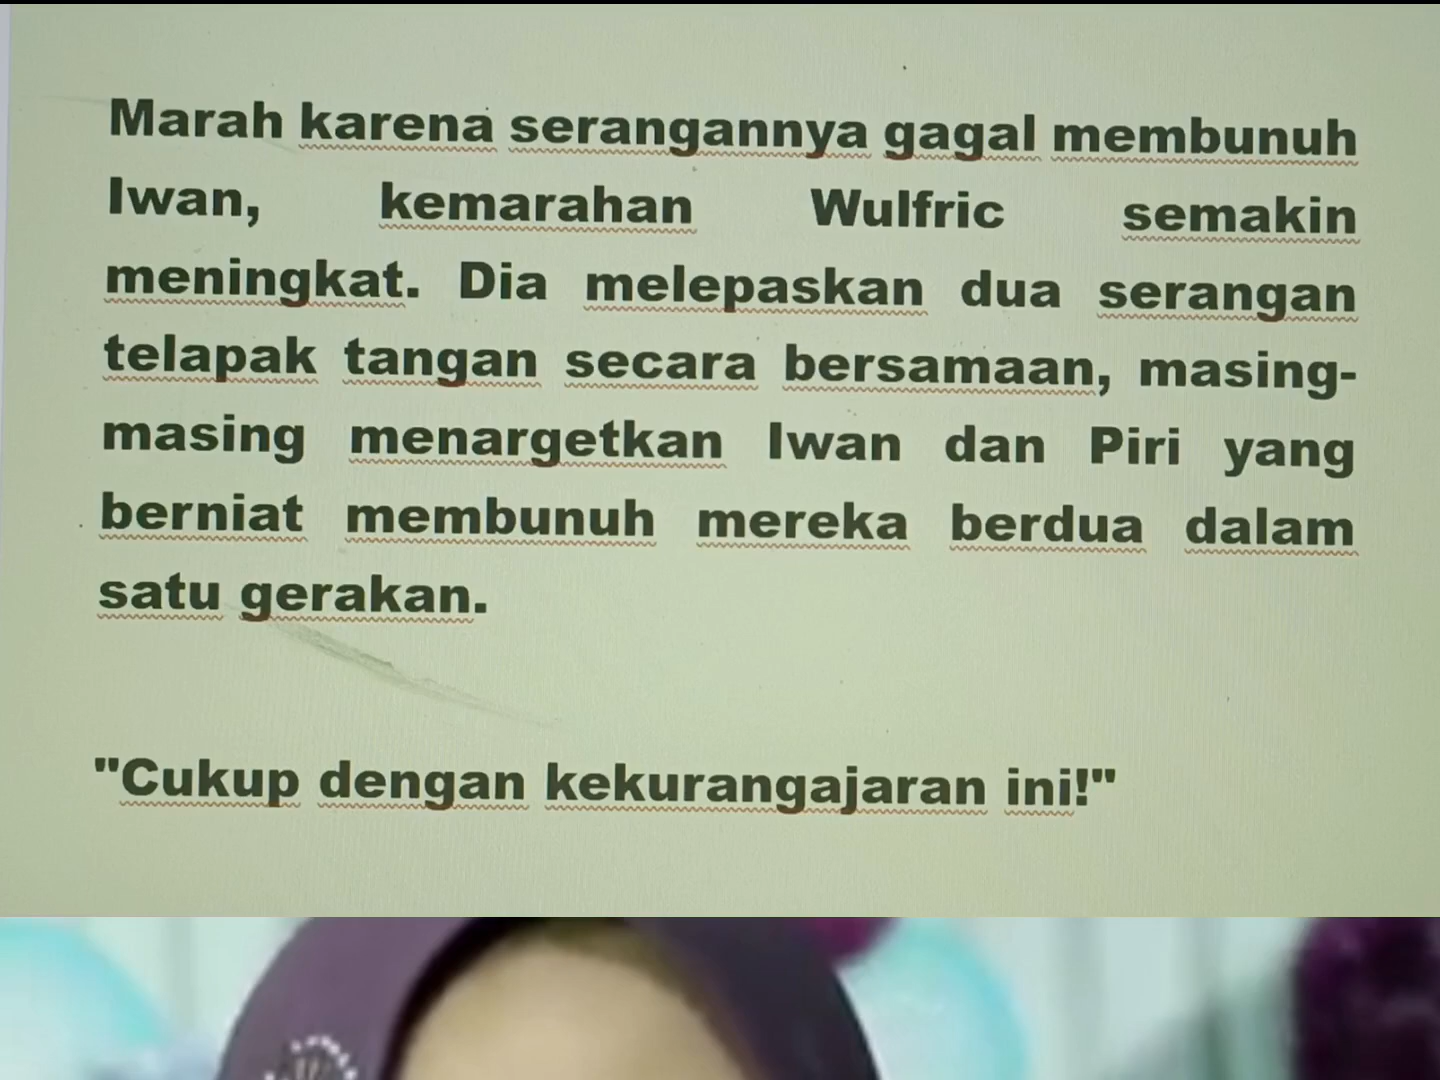 Marah karena serangannya gagal membunuh
Iwan, kemarahan Wulfric semakin
meningkat. Dia melepaskan dua serangan
telapak tangan secara bersamaan, masing-
masing menargetkan Iwan dan Piri yang
berniat membunuh mereka berdua dalam
satu gerakan.
"Cukup dengan kekurangajaran ini!"